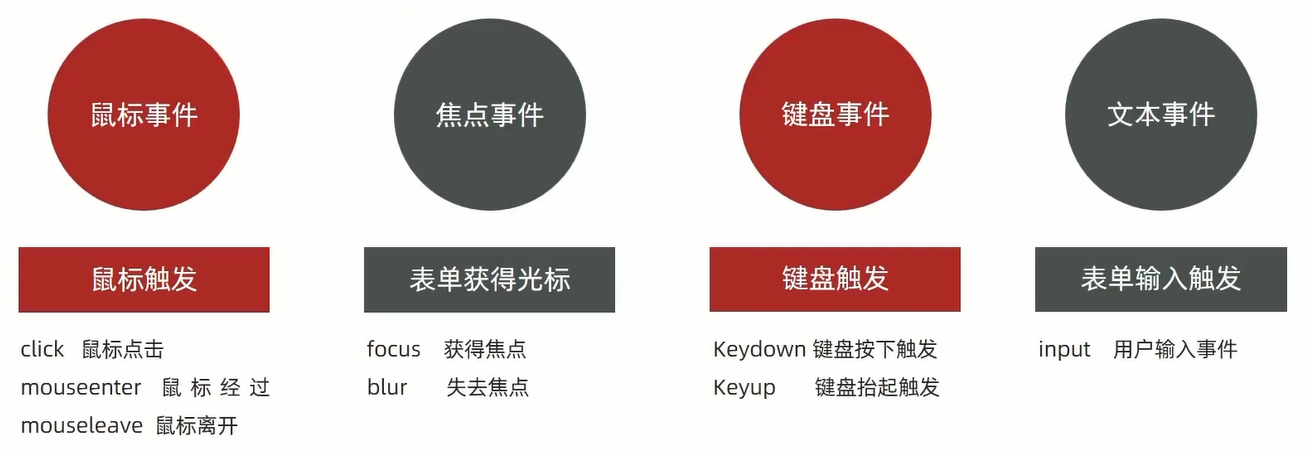 鼠标事件
焦点事件
键盘事件
文本事件
鼠标触发
表单获得光标
键盘触发
表单输入触发
click 鼠标点击
mouseenter 鼠 标 经 过
mouseleave 鼠标离开
focus 获得焦点
blur 失去焦点
Keydown 键盘按下触发
Keyup 键盘抬起触发
input 用户输入事件